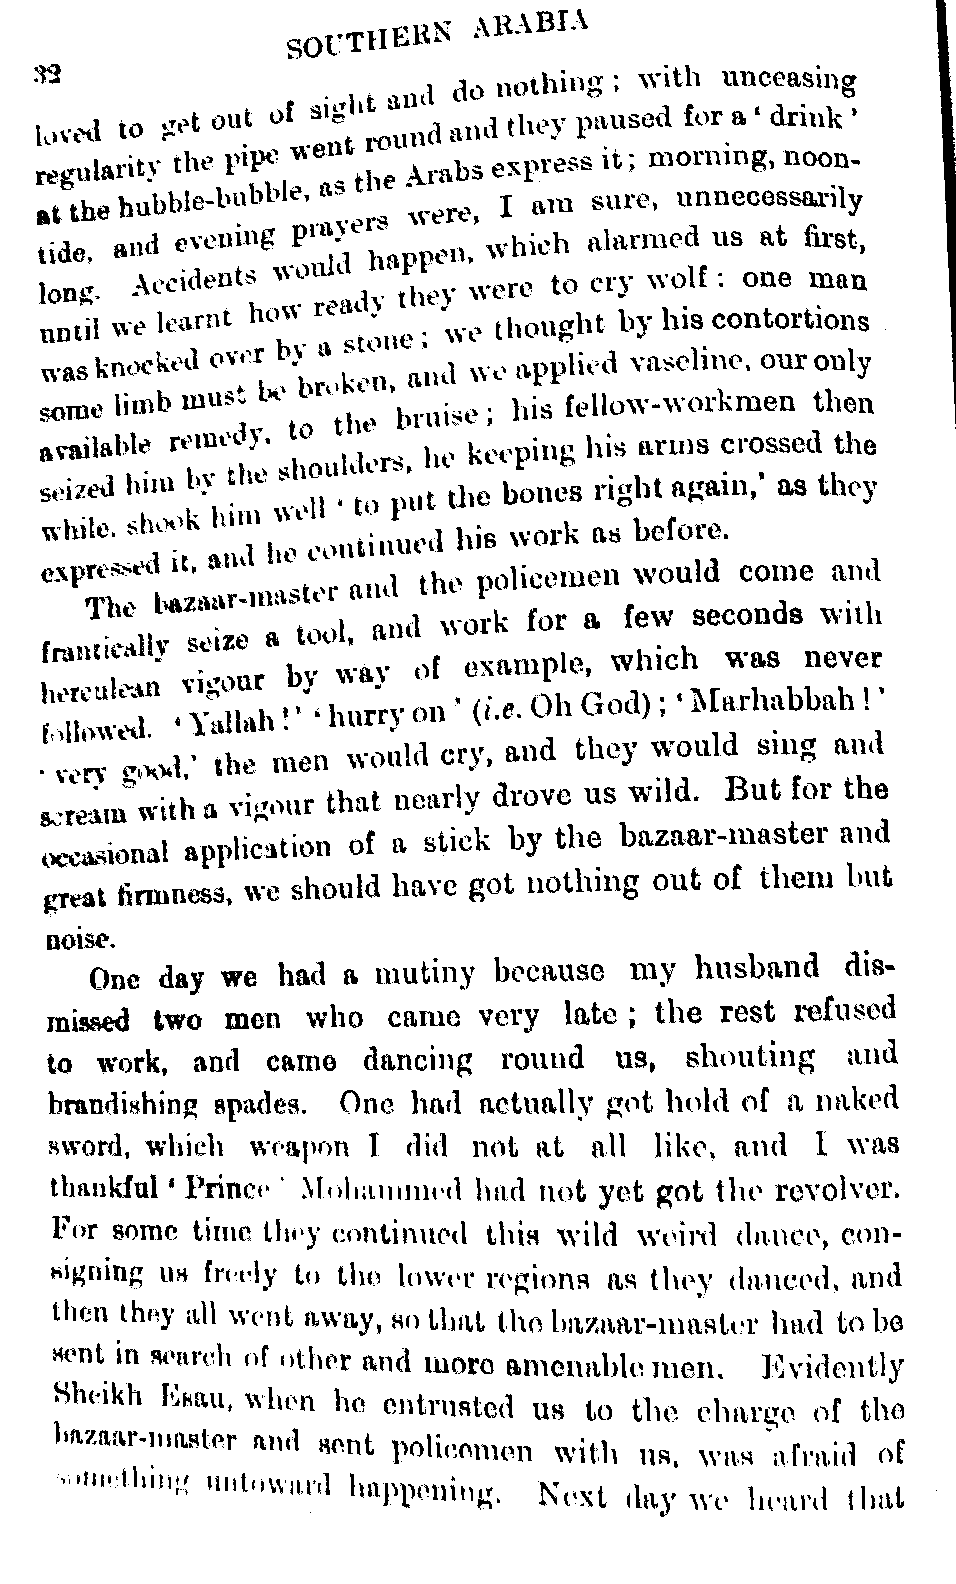 32
SOUTHERN ARABIA
loved to get out of sight and do nothing; with unceasing
regularity the pipe went round and they paused for a 'drink'
at the hubble-bubble, as the Arabs express it; morning, noon-
tide, and evening prayers were, I am sure, unnecessarily
long. Accidents would happen, which alarmed us at first,
until we learnt how ready they were to cry wolf: one man
was knocked over by a stone; we thought by his contortions
some limb must be broken, and we applied vaseline, our only
available remedy, to the bruise; his fellow-workmen then
seized him by the shoulders, he keeping his arms crossed the
while, shook him well 'to put the bones right again,' as they
expressed it, and he continued his work as before.
The bazaar-master and the policemen would come and
frantically seize a tool, and work for a few seconds with
herculean vigour by way of example, which was never
followed. 'Yallah!' 'hurry on' (i.e. Oh God); 'Marhabbah!'
'very good,' the men would cry, and they would sing and
scream with a vigour that nearly drove us wild. But for the
occasional application of a stick by the bazaar-master and
great firmness, we should have got nothing out of them but
noise.
One day we had a mutiny because my husband dis-
missed two men who came very late; the rest refused
to work, and came dancing round us, shouting and
brandishing spades. One had actually got hold of a naked
sword, which weapon I did not at all like, and I was
thankful 'Prince' Mohammed had not yet got the revolver.
For some time they continued this wild weird dance, con-
signing us freely to the lower regions as they danced, and
then they all went away, so that the bazaar-master had to be
sent in search of other and more amenable men. Evidently
Sheikh Esau, when he entrusted us to the charge of the
bazaar-master and sent policemen with us, was afraid of
something untoward happening. Next day we heard that